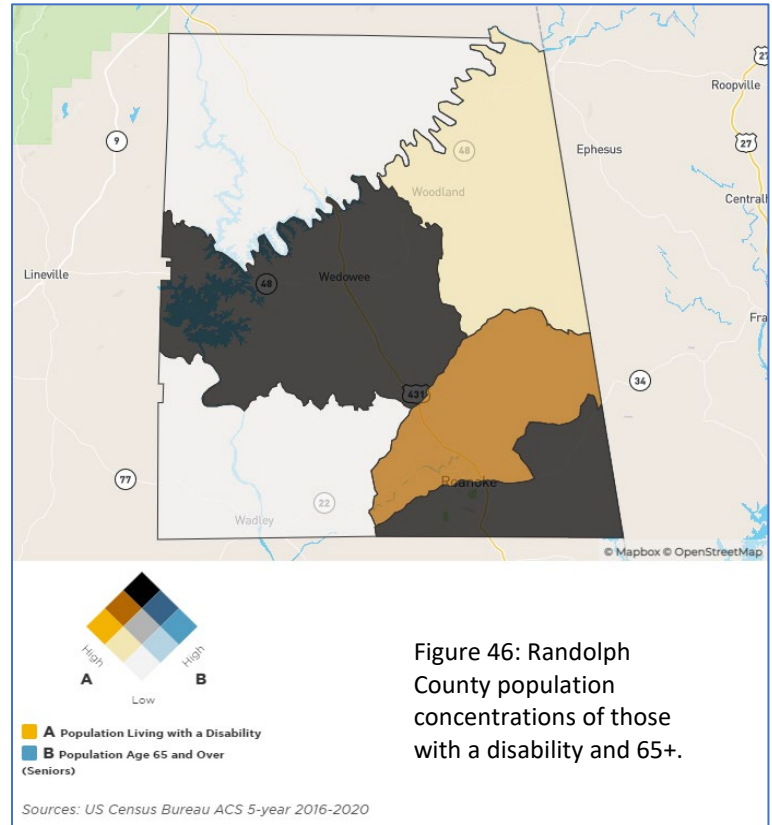 27
Roopville
9
27
Ephesus
48
Woodland
Central
Lineville
Wedowee
48
Fra
34
431
77
Roanoke
22
Wadley
© Mapbox © OpenStreetMap
High
High
A
B
Low
A Population Living with a Disability
B Population Age 65 and Over
(Seniors)
Figure 46: Randolph
County population
concentrations of those
with a disability and 65+.
Sources: US Census Bureau ACS 5-year 2016-2020